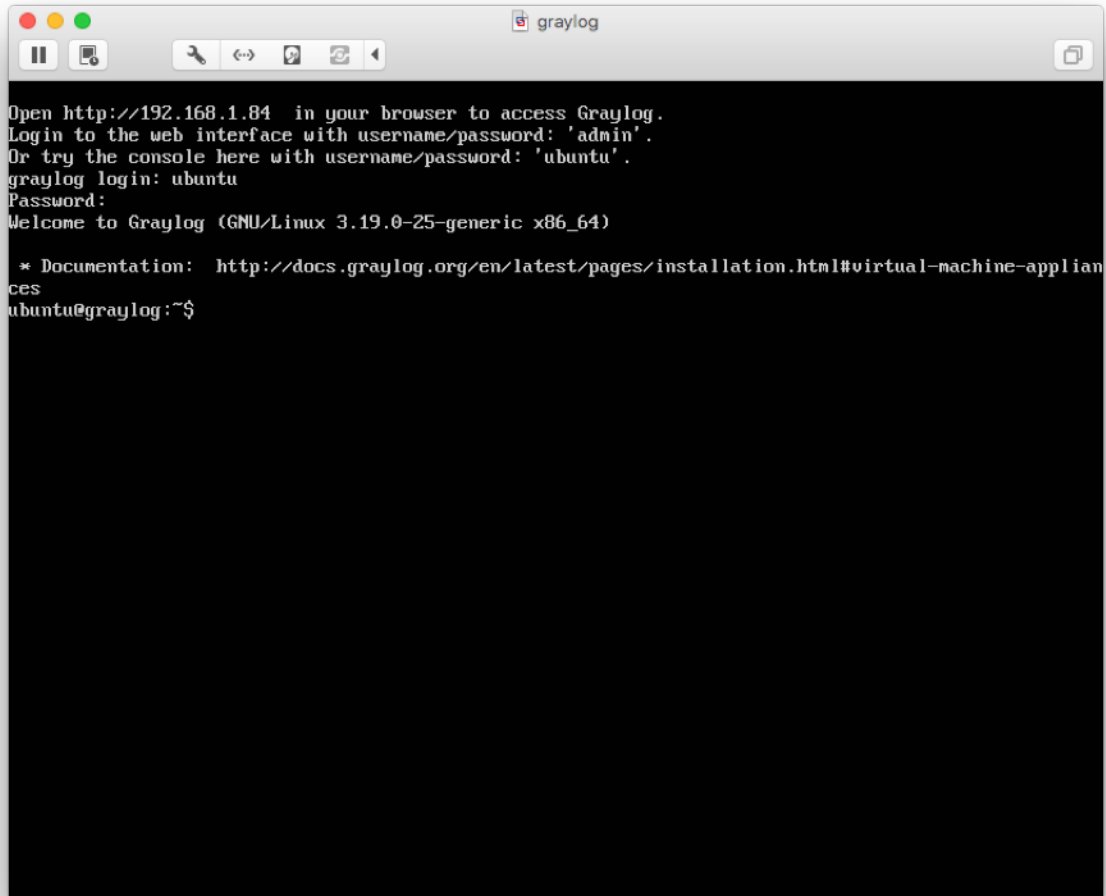 graylog
Open http://192.168.1.84  in your browser to access Graylog.
Login to the web interface with username/password: 'admin'.
Or try the console here with username/password: 'ubuntu'.
graylog login: ubuntu
Password:
Welcome to Graylog (GNU/Linux 3.19.0-25-generic x86_64)
 * Documentation:  http://docs.graylog.org/en/latest/pages/installation.html#virtual-machine-applian
ces
ubuntu@graylog:~$